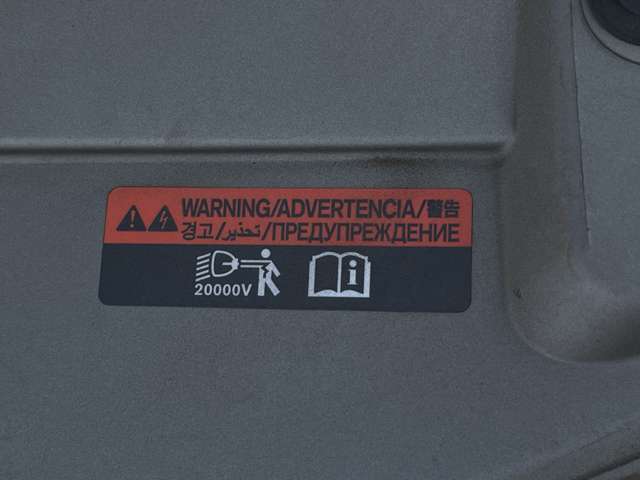 WARNING/ADVERTENCIA/警告
경고/تحذير/ПРЕДУПРЕЖДЕНИЕ
20000V